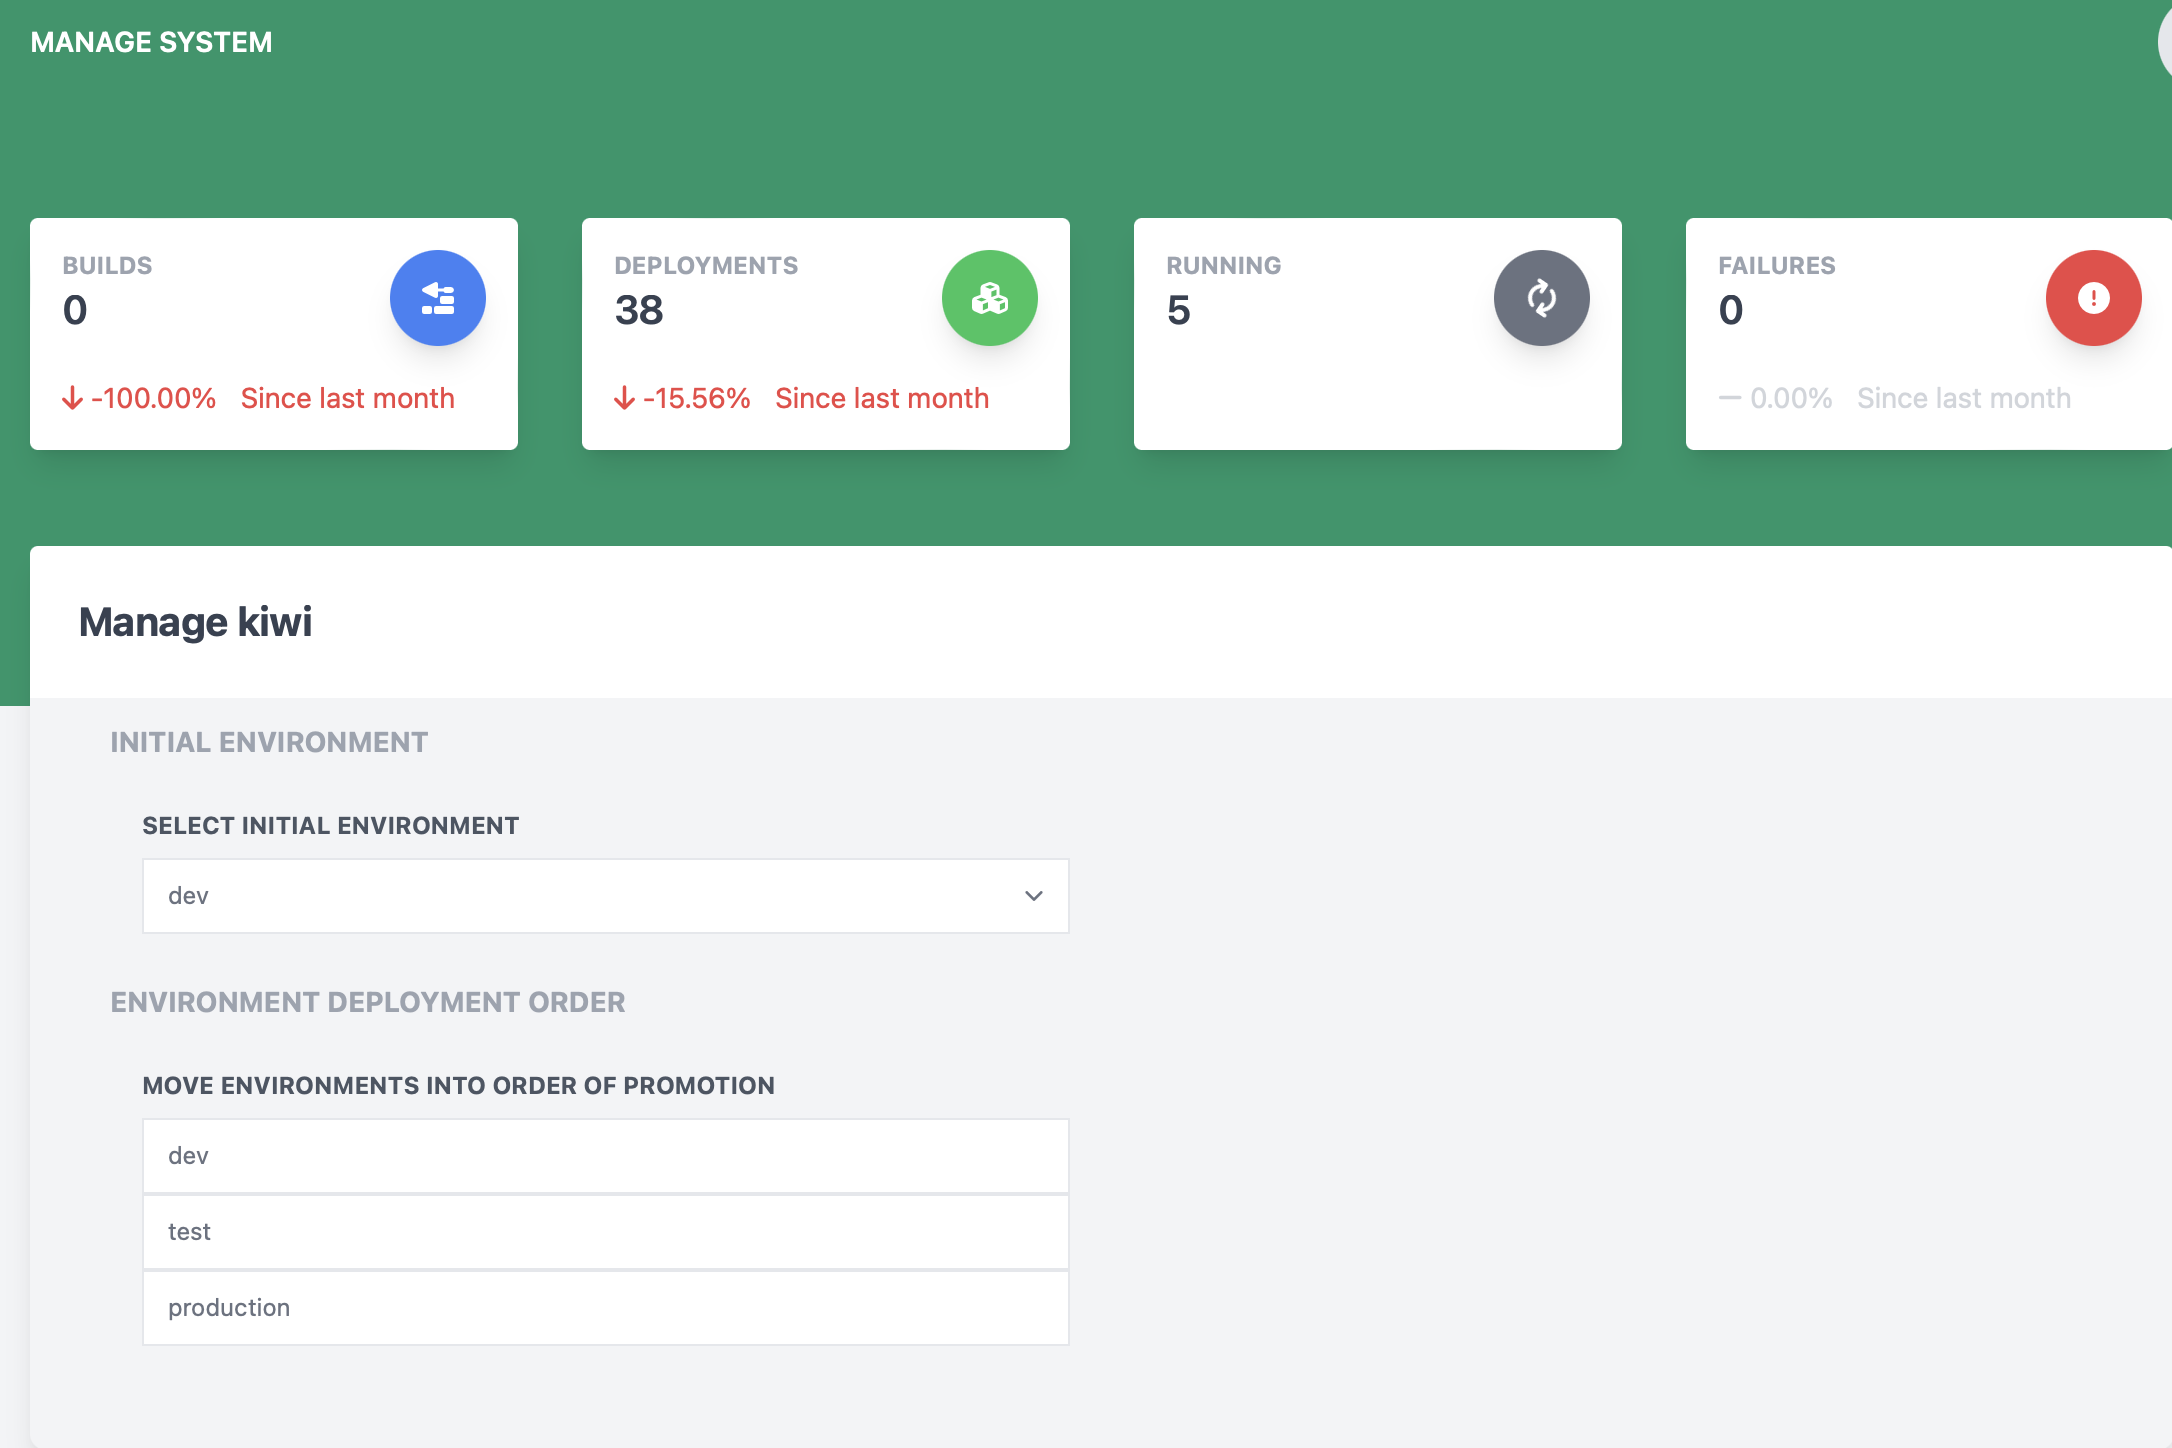 MANAGE SYSTEM
BUILDS
0
-100.00% Since last month
DEPLOYMENTS
38
-15.56% Since last month
RUNNING
5
FAILURES
0
0.00% Since last month
Manage kiwi
INITIAL ENVIRONMENT
SELECT INITIAL ENVIRONMENT
dev
ENVIRONMENT DEPLOYMENT ORDER
MOVE ENVIRONMENTS INTO ORDER OF PROMOTION
dev
test
production